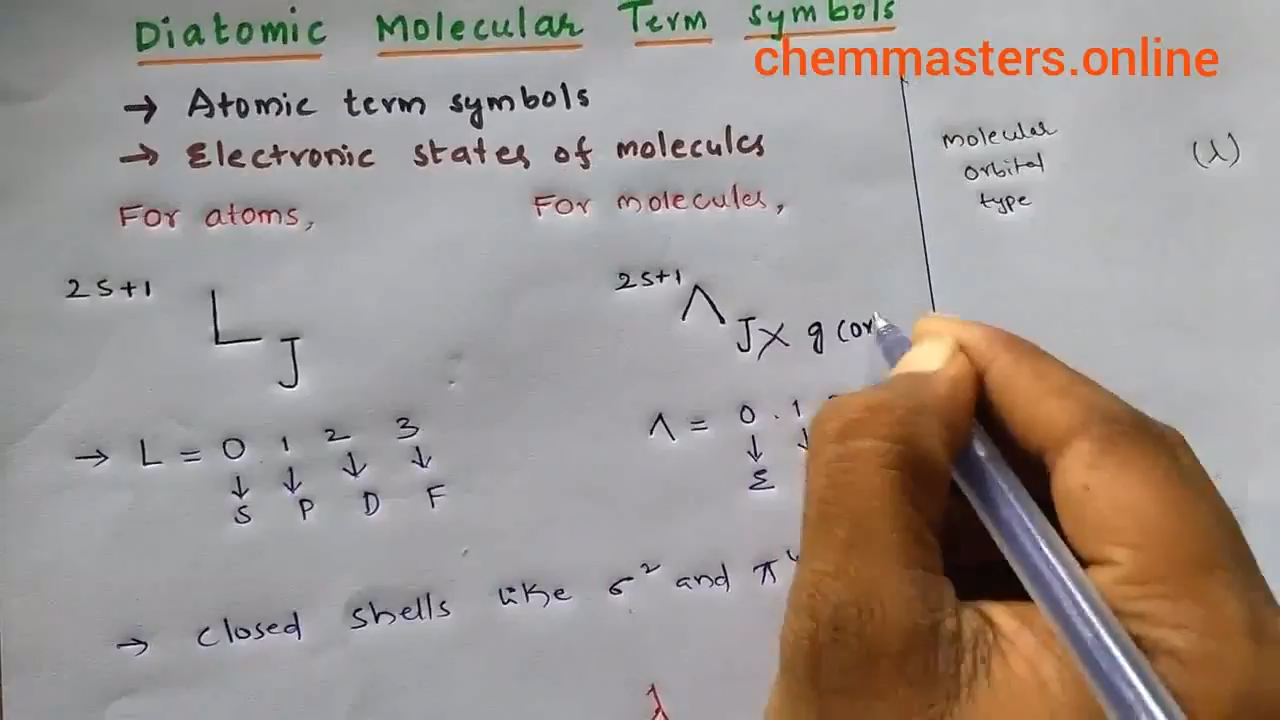 Diatomic Molecular Term symbols
chemmasters.online
→ Atomic term symbols
→ Electronic states of molecules
For atoms,
For molecules,
molecular
orbital
type
(λ)
2S+1
L
J
2S+1
Λ
J X g (or
→ L = 0 1 2 3
↓ ↓ ↓ ↓
S P D F
Λ = 0 . 1
↓ ↓
Σ
→ closed shells like σ² and π⁴
λ